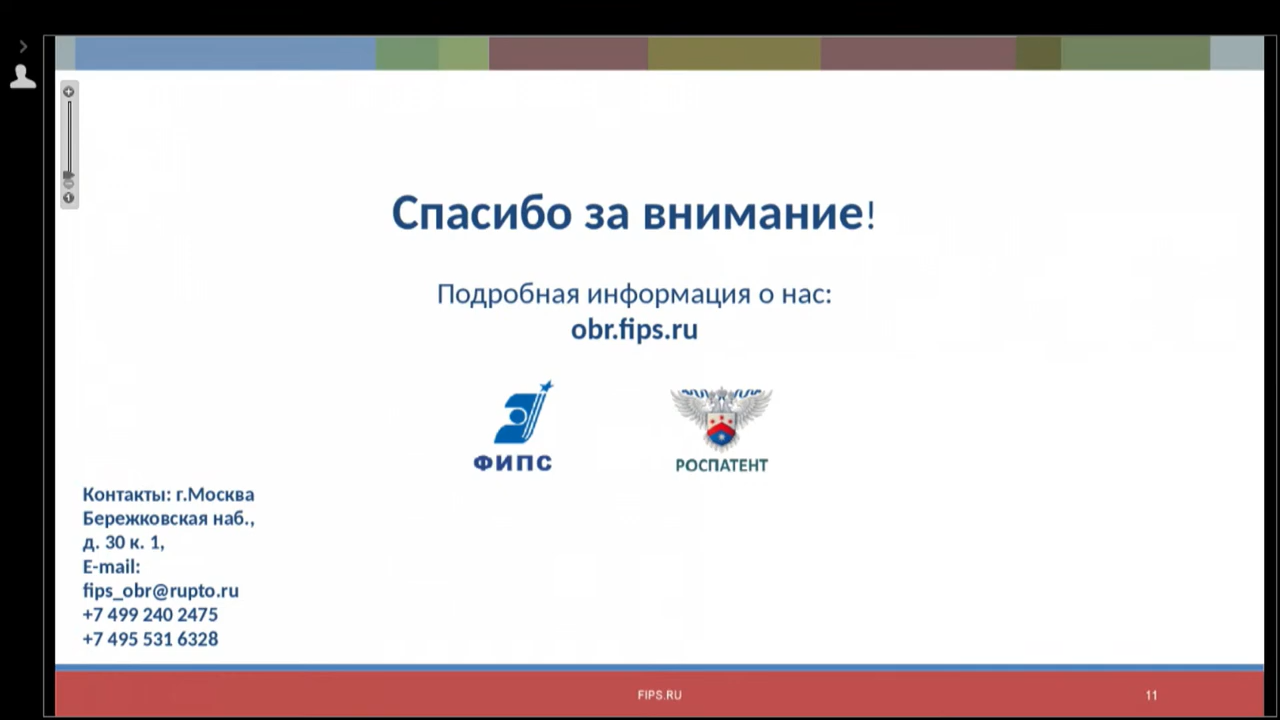 Спасибо за внимание!
Подробная информация о нас:
obr.fips.ru
ФИПС
РОСПАТЕНТ
Контакты: г.Москва
Бережковская наб.,
д. 30 к. 1,
E-mail:
fips_obr@rupto.ru
+7 499 240 2475
+7 495 531 6328
FIPS.RU
11